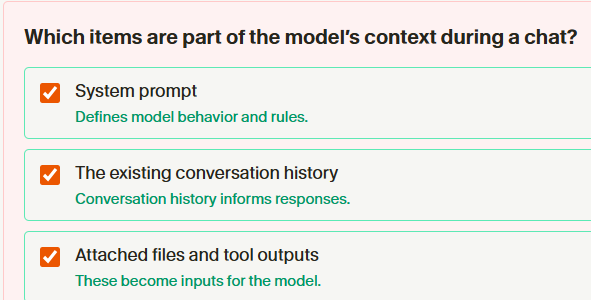 Which items are part of the model's context during a chat?
System prompt
Defines model behavior and rules.
The existing conversation history
Conversation history informs responses.
Attached files and tool outputs
These become inputs for the model.